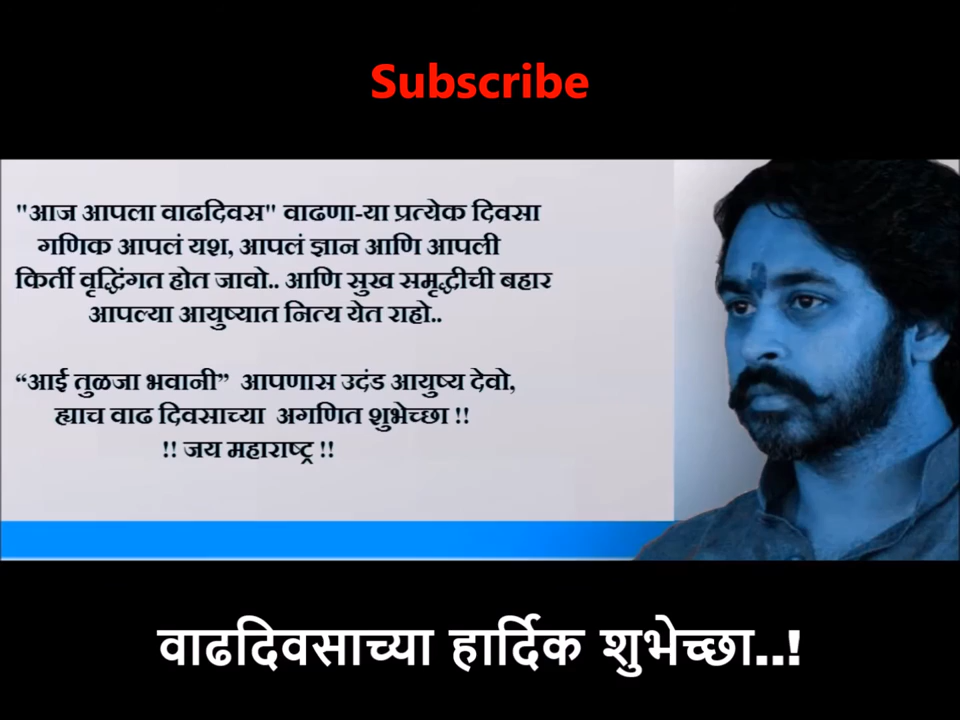 Subscribe
"आज आपला वाढदिवस" वाढणा-या प्रत्येक दिवसा
गणिक आपलं यश, आपलं ज्ञान आणि आपली
किर्ती वृद्धिंगत होत जावो.. आणि सुख समृद्धीची बहार
आपल्या आयुष्यात नित्य येत राहो..
“आई तुळजा भवानी” आपणास उदंड आयुष्य देवो,
ह्याच वाढ दिवसाच्या अगणित शुभेच्छा !!
!! जय महाराष्ट्र !!
वाढदिवसाच्या हार्दिक शुभेच्छा..!